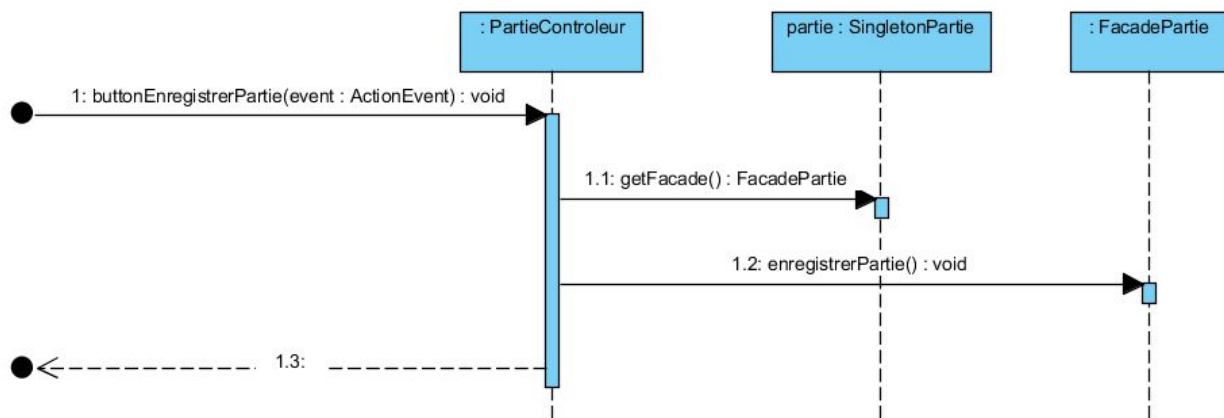 : PartieControleur
partie : SingletonPartie
: FacadePartie
1: buttonEnregistrerPartie(event : ActionEvent) : void
1.1: getFacade() : FacadePartie
1.2: enregistrerPartie() : void
1.3: